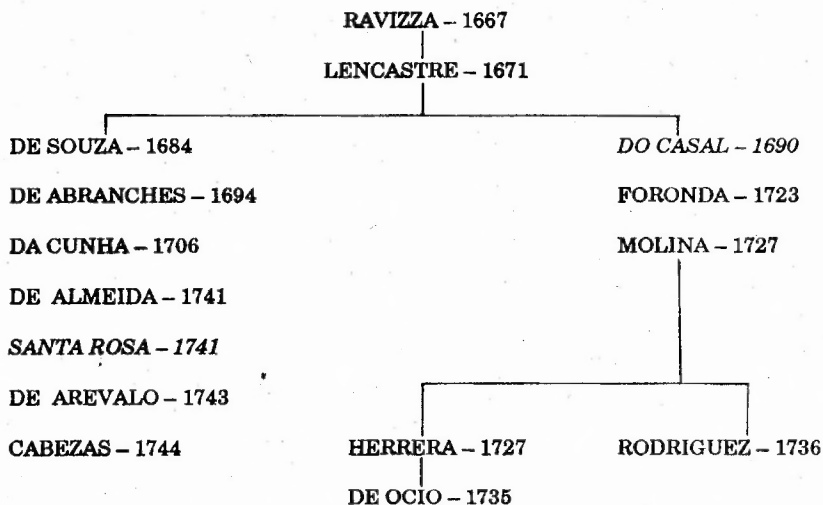 RAVIZZA – 1667
LENCASTRE – 1671
DE SOUZA – 1684
DO CASAL – 1690
DE ABRANCHES – 1694
FORONDA – 1723
DA CUNHA – 1706
MOLINA – 1727
DE ALMEIDA – 1741
SANTA ROSA – 1741
DE AREVALO – 1743
CABEZAS – 1744
HERRERA – 1727
RODRIGUEZ – 1736
DE OCIO – 1735